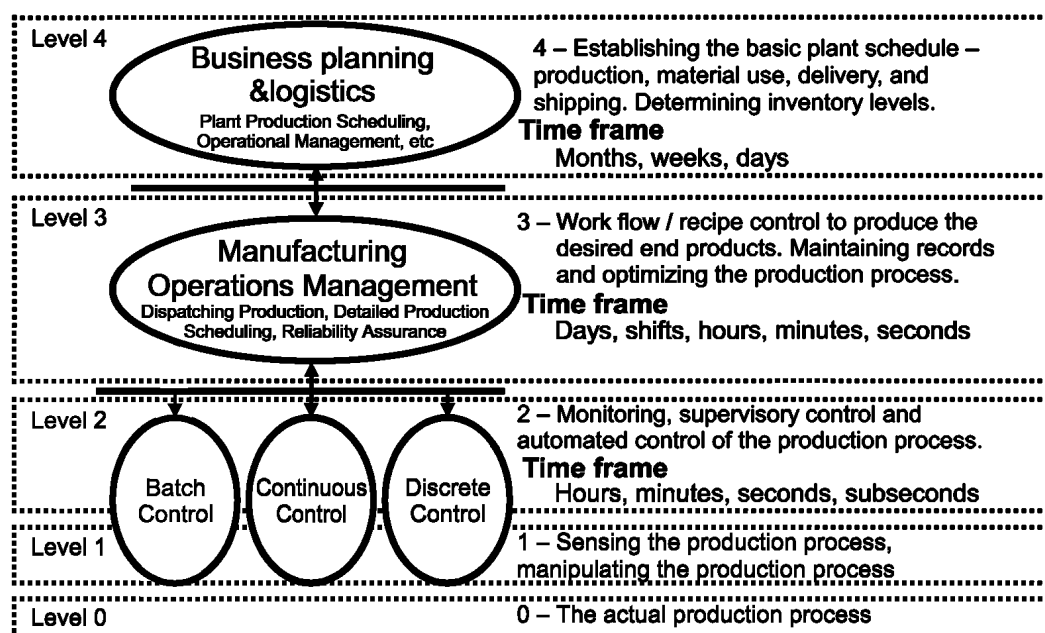 Level 4
Business planning
&logistics
Plant Production Scheduling,
Operational Management, etc
4 – Establishing the basic plant schedule –
production, material use, delivery, and
shipping. Determining inventory levels.
Time frame
Months, weeks, days
Level 3
Manufacturing
Operations Management
Dispatching Production, Detailed Production
Scheduling, Reliability Assurance
3 – Work flow / recipe control to produce the
desired end products. Maintaining records
and optimizing the production process.
Time frame
Days, shifts, hours, minutes, seconds
Level 2
Batch
Control
Continuous
Control
Discrete
Control
2 – Monitoring, supervisory control and
automated control of the production process.
Time frame
Hours, minutes, seconds, subseconds
Level 1
1 – Sensing the production process,
manipulating the production process
Level 0
0 – The actual production process